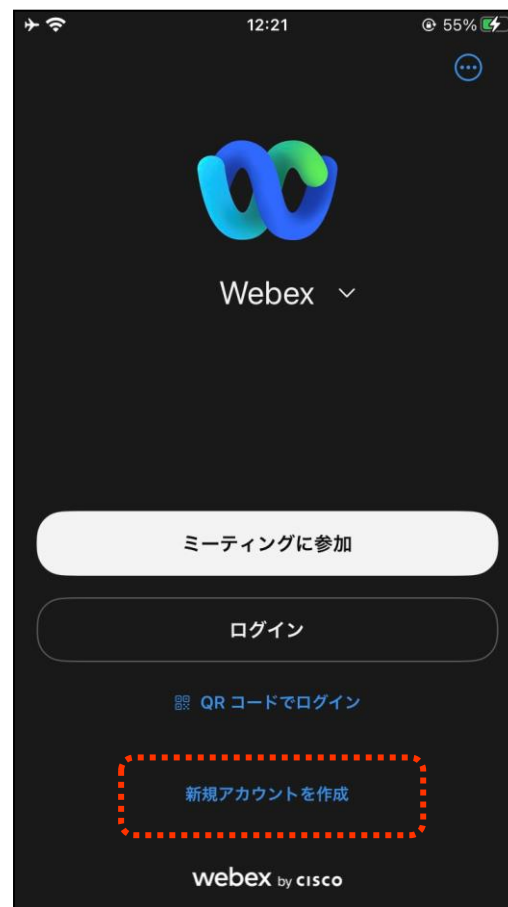 12:21
55%
Webex
ミーティングに参加
ログイン
QR コードでログイン
新規アカウントを作成
webex by CISCO